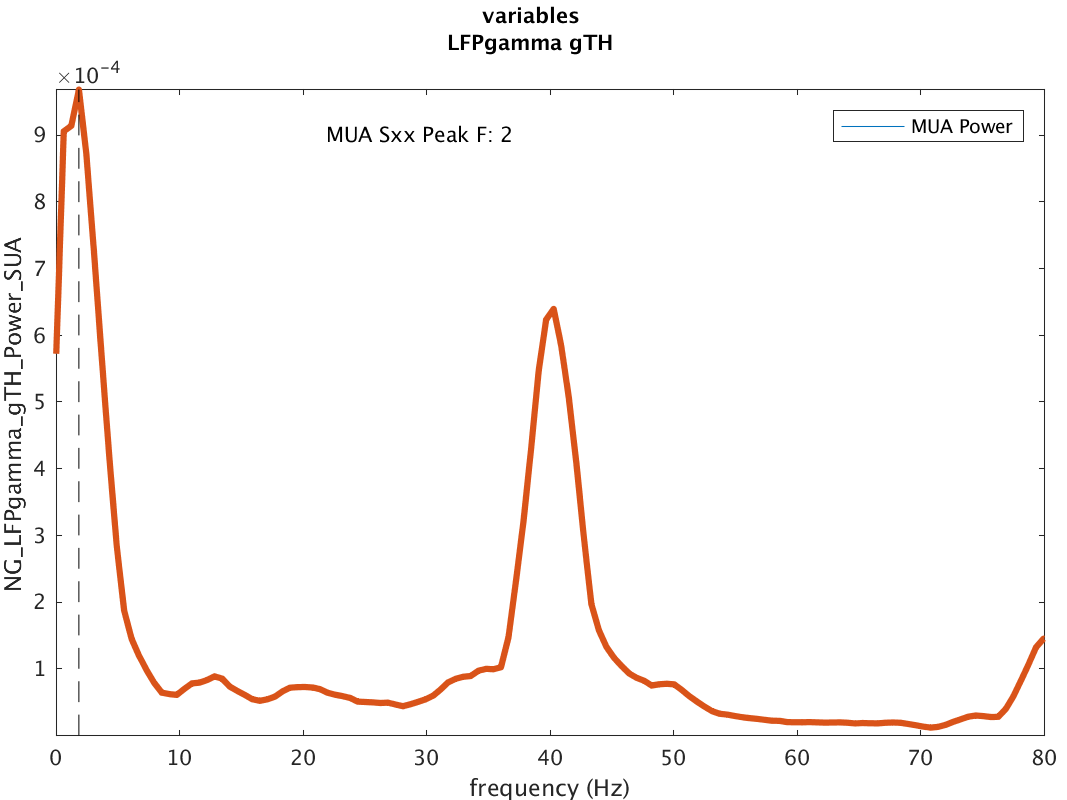 variables
LFPgamma gTH
×10⁻⁴
MUA Sxx Peak F: 2
MUA Power
9
8
7
6
5
4
3
2
1
NG_LFPgamma_gTH_Power_SUA
0 10 20 30 40 50 60 70 80
frequency (Hz)